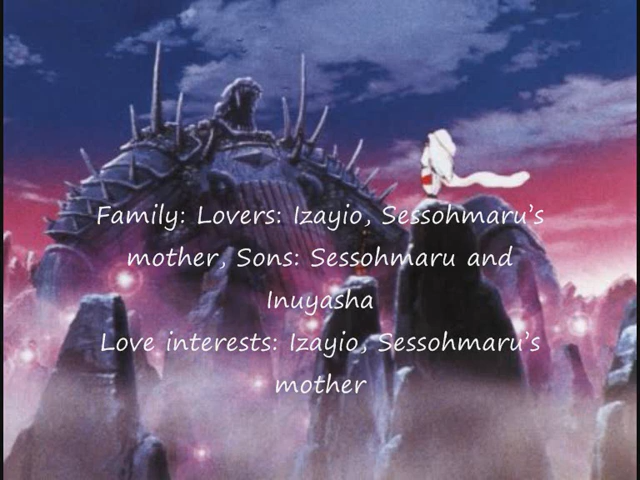 Family: Lovers: Izayio, Sessohmaru’s
mother, Sons: Sessohmaru and
Inuyasha
Love interests: Izayio, Sessohmaru’s
mother